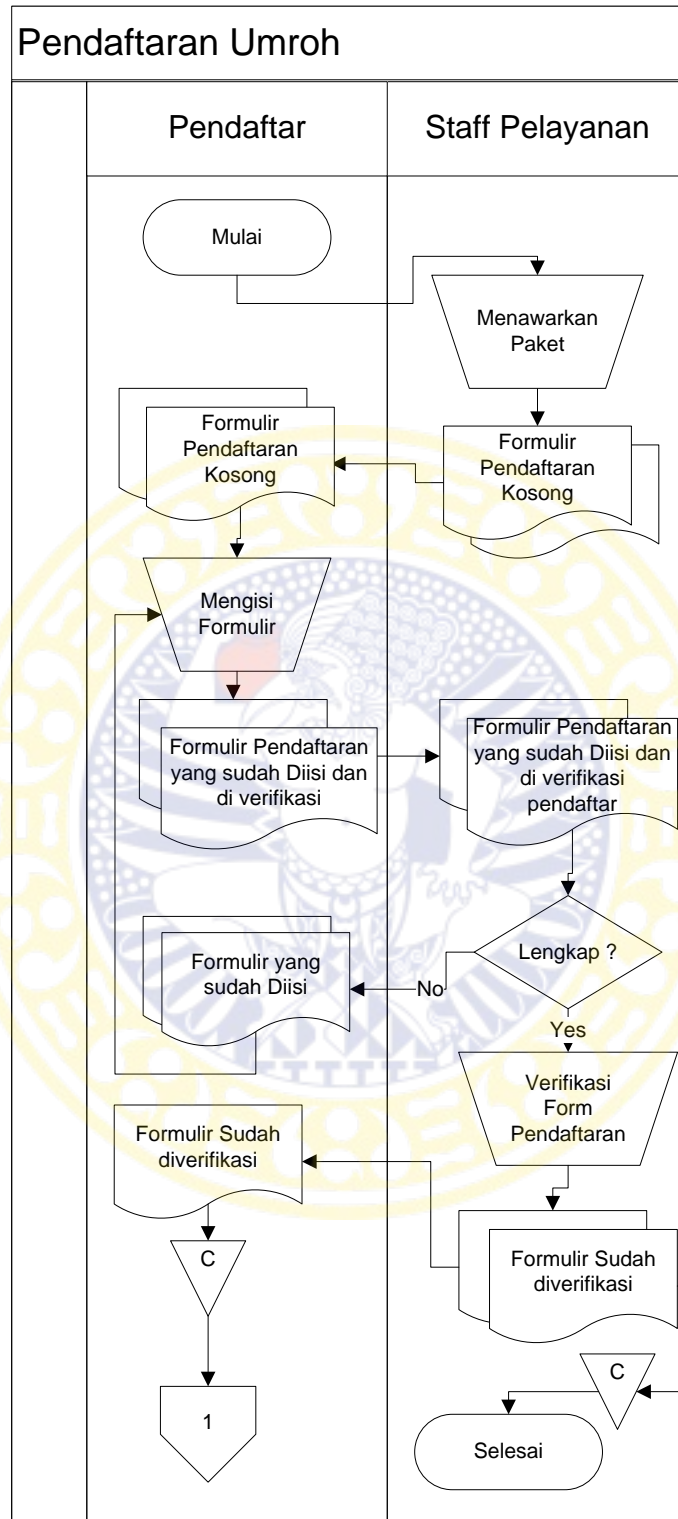 Pendaftaran Umroh
Pendaftar
Staff Pelayanan
Mulai
Menawarkan
Paket
Formulir
Pendaftaran
Kosong
Formulir
Pendaftaran
Kosong
Mengisi
Formulir
Formulir Pendaftaran
yang sudah Diisi dan
di verifikasi
Formulir Pendaftaran
yang sudah Diisi dan
di verifikasi
pendaftar
Lengkap ?
No
Formulir yang
sudah Diisi
Yes
Verifikasi
Form
Pendaftaran
Formulir Sudah
diverifikasi
Formulir Sudah
diverifikasi
C
C
1
Selesai